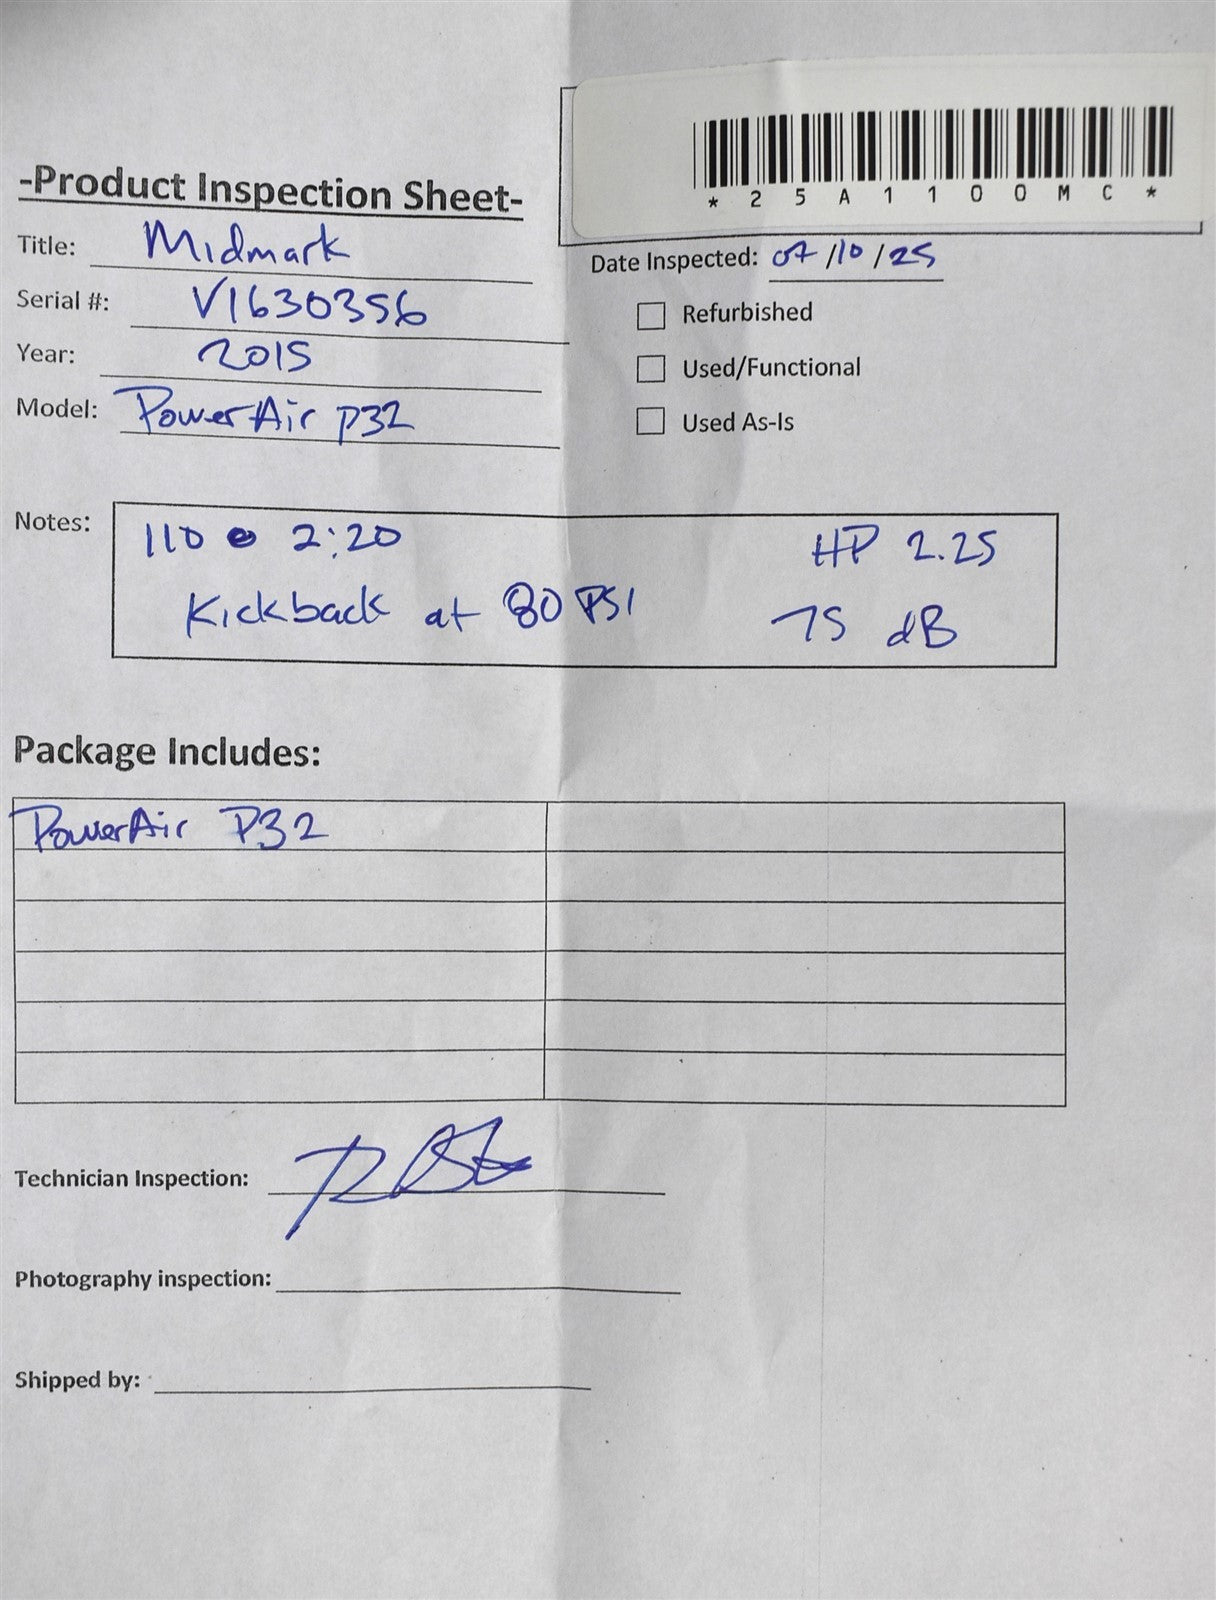 * 2 5 A 1 1 0 0 M C *
-Product Inspection Sheet-
Title: Midmark
Date Inspected: 07/10/25
Serial #: V1630356
Refurbished
Year: 2015
Used/Functional
Model: PowerAir P32
Used As-Is
Notes: 110 @ 2:20 HP 2.25
Kickback at 80 PSI 75 dB
Package Includes:
PowerAir P32
Technician Inspection:
Photography inspection:
Shipped by: